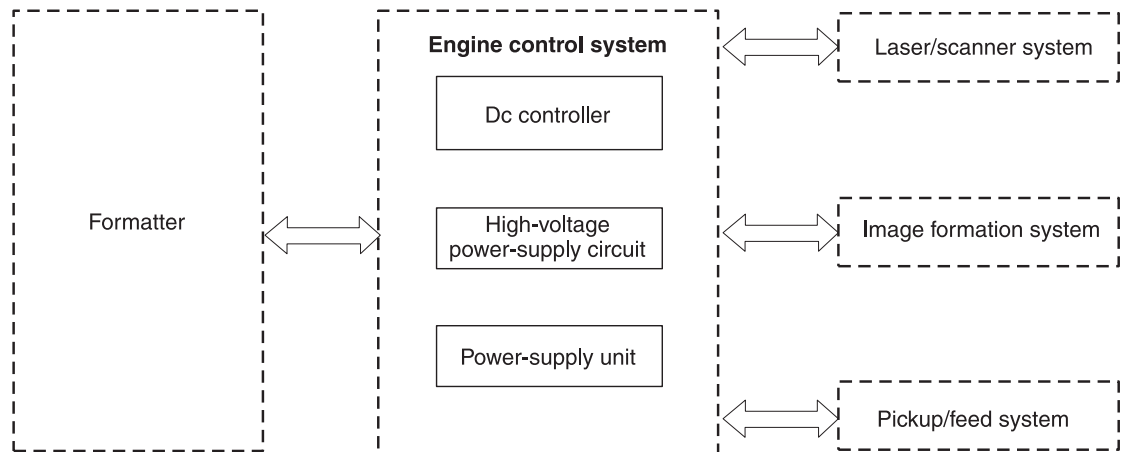 Formatter
Engine control system
Dc controller
High-voltage
power-supply circuit
Power-supply unit
Laser/scanner system
Image formation system
Pickup/feed system